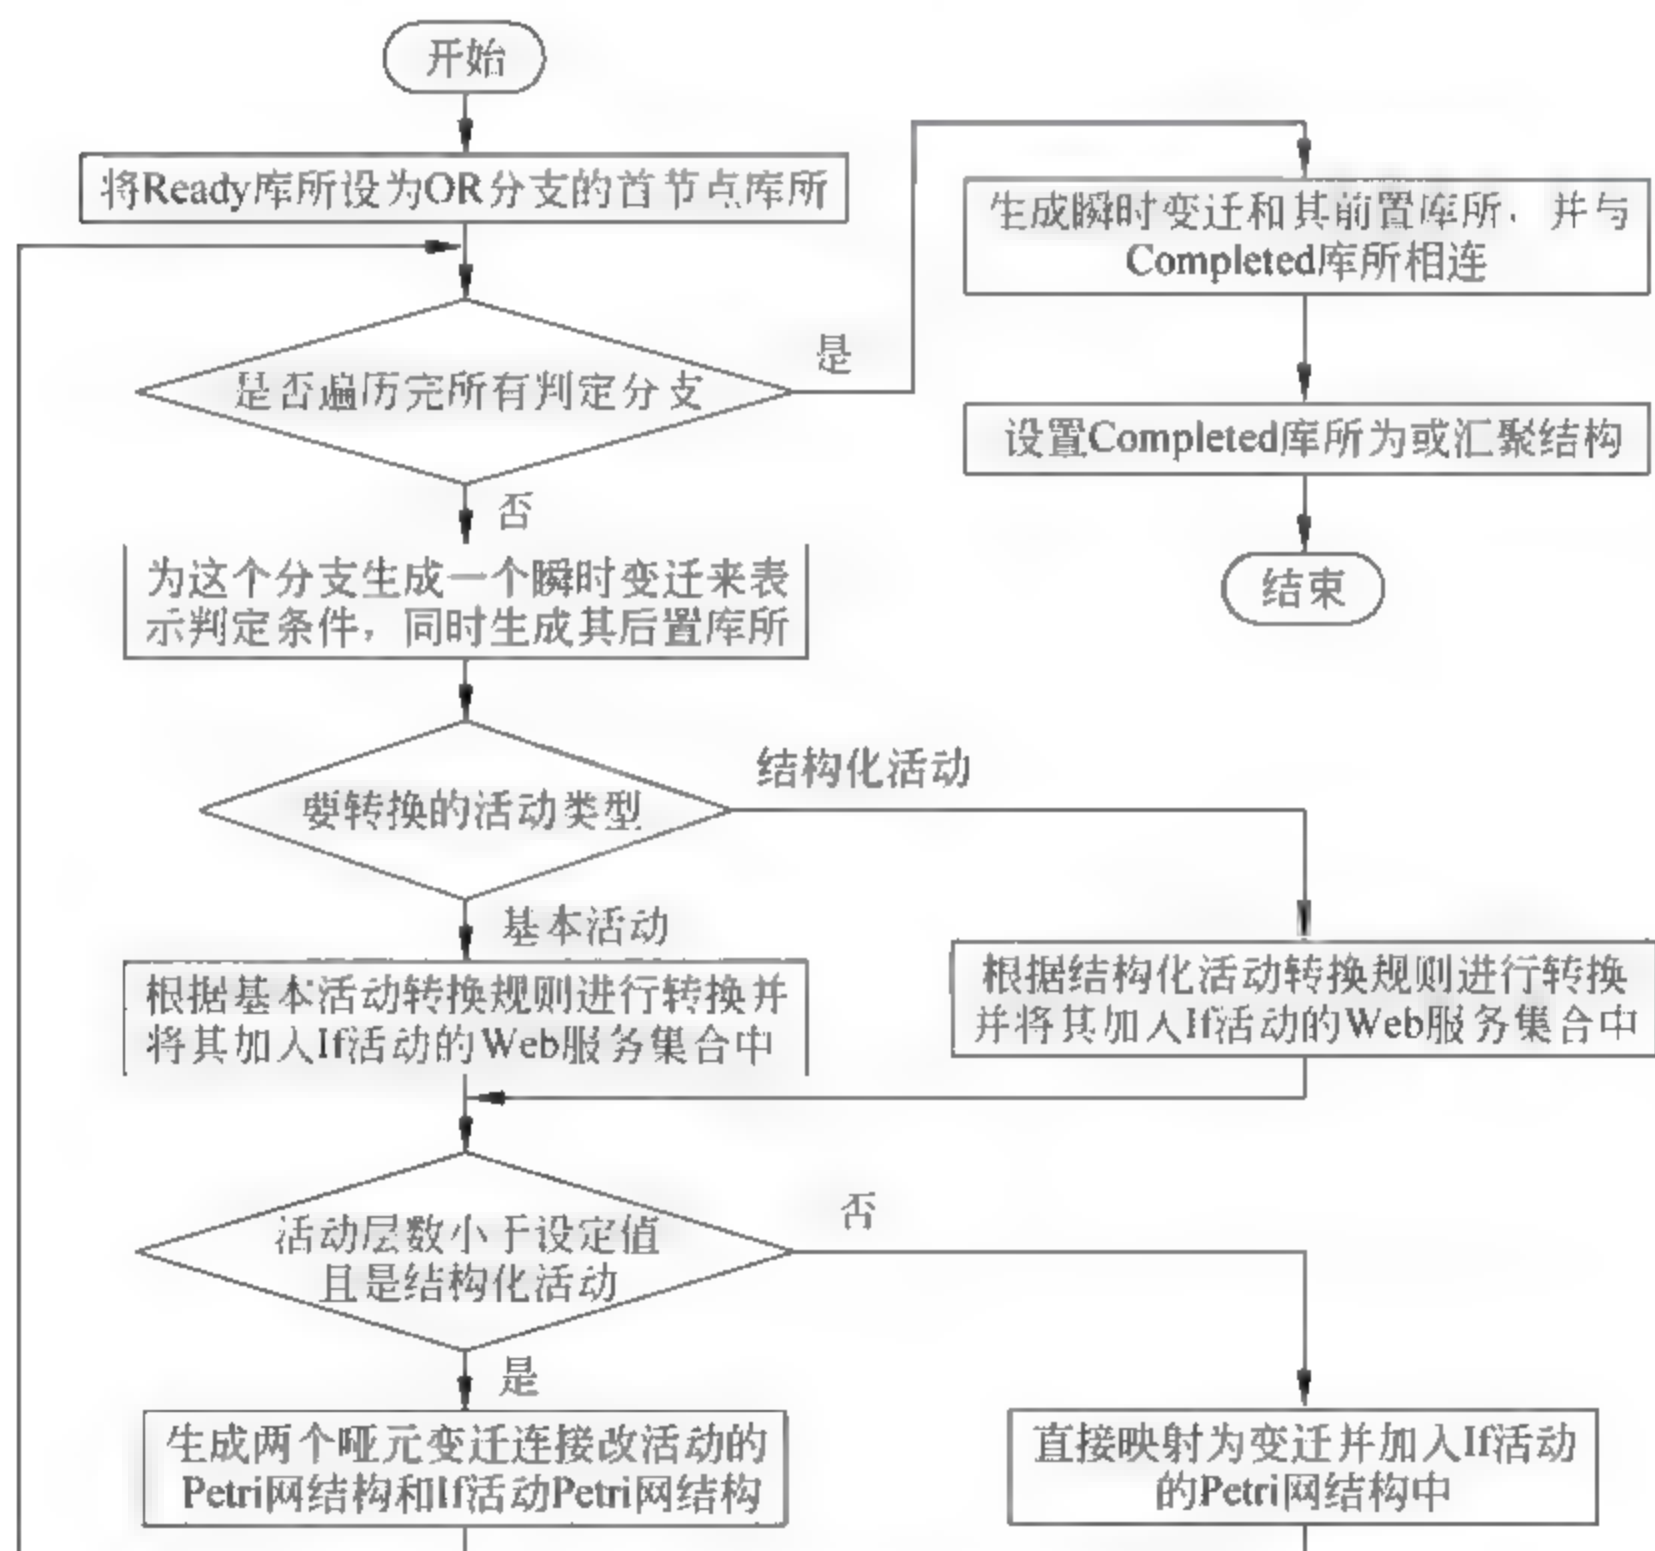 开始
将Ready库所设为OR分支的首节点库所
是否遍历完所有判定分支
是
生成瞬时变迁和其前置库所，并与
Completed库所相连
设置Completed库所为或汇聚结构
结束
否
为这个分支生成一个瞬时变迁来表
示判定条件，同时生成其后置库所
要转换的活动类型
结构化活动
基本活动
根据基本活动转换规则进行转换并
将其加入If活动的Web服务集合中
根据结构化活动转换规则进行转换
并将其加入If活动的Web服务集合中
活动层数小于设定值
且是结构化活动
否
是
生成两个哑元变迁连接改活动的
Petri网结构和If活动Petri网结构
直接映射为变迁并加入If活动
的Petri网结构中